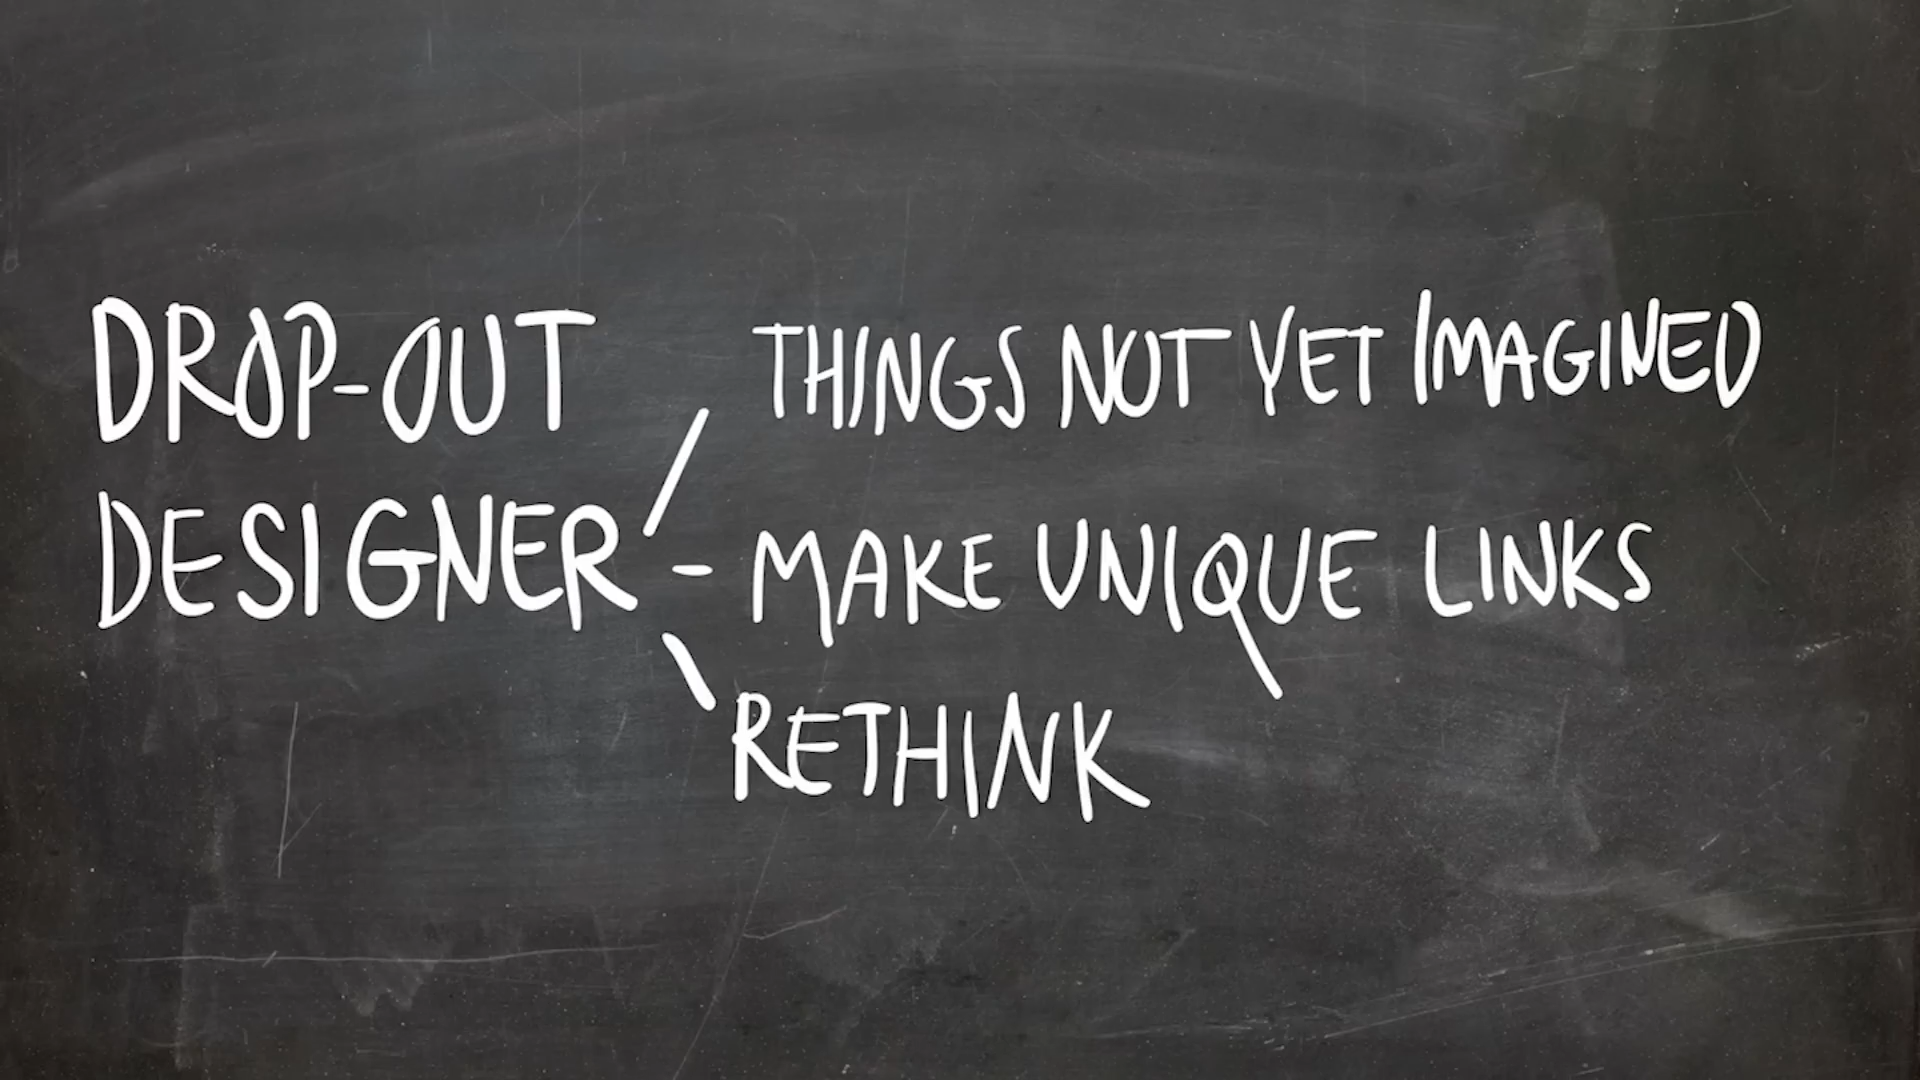 DROP-OUT
DESIGNER
THINGS NOT YET IMAGINED
- MAKE UNIQUE LINKS
RETHINK